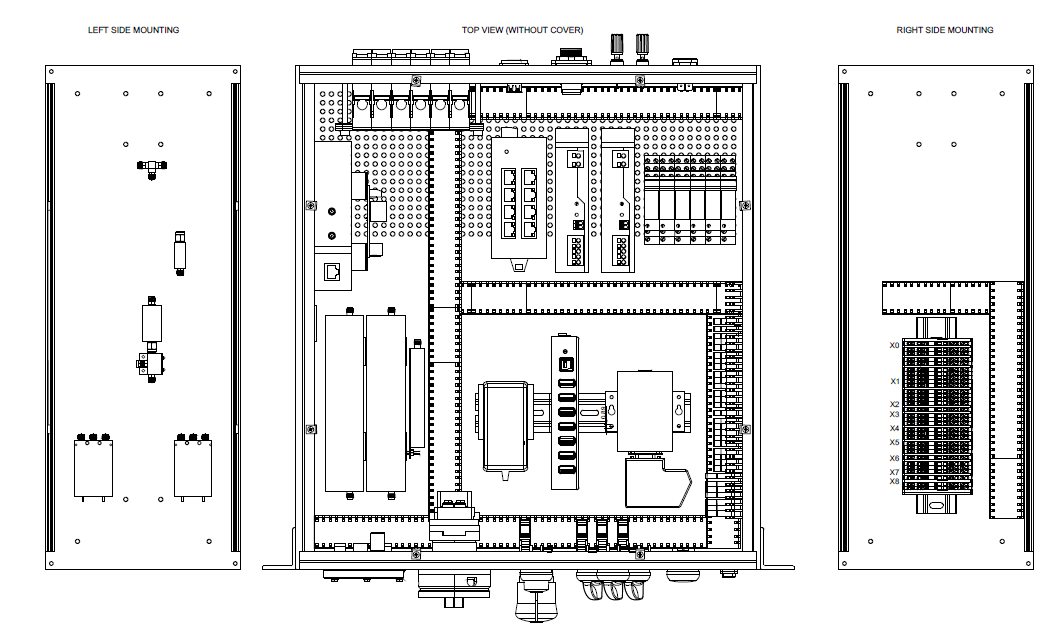 LEFT SIDE MOUNTING
TOP VIEW (WITHOUT COVER)
RIGHT SIDE MOUNTING
X0
X1
X2
X3
X4
X5
X6
X7
X8